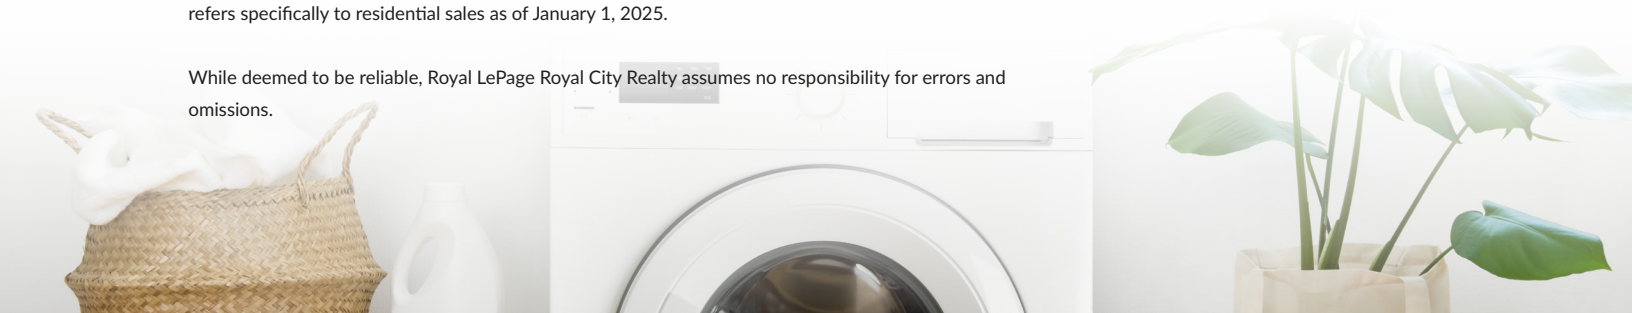 refers specifically to residential sales as of January 1, 2025.
While deemed to be reliable, Royal LePage Royal City Realty assumes no responsibility for errors and
omissions.